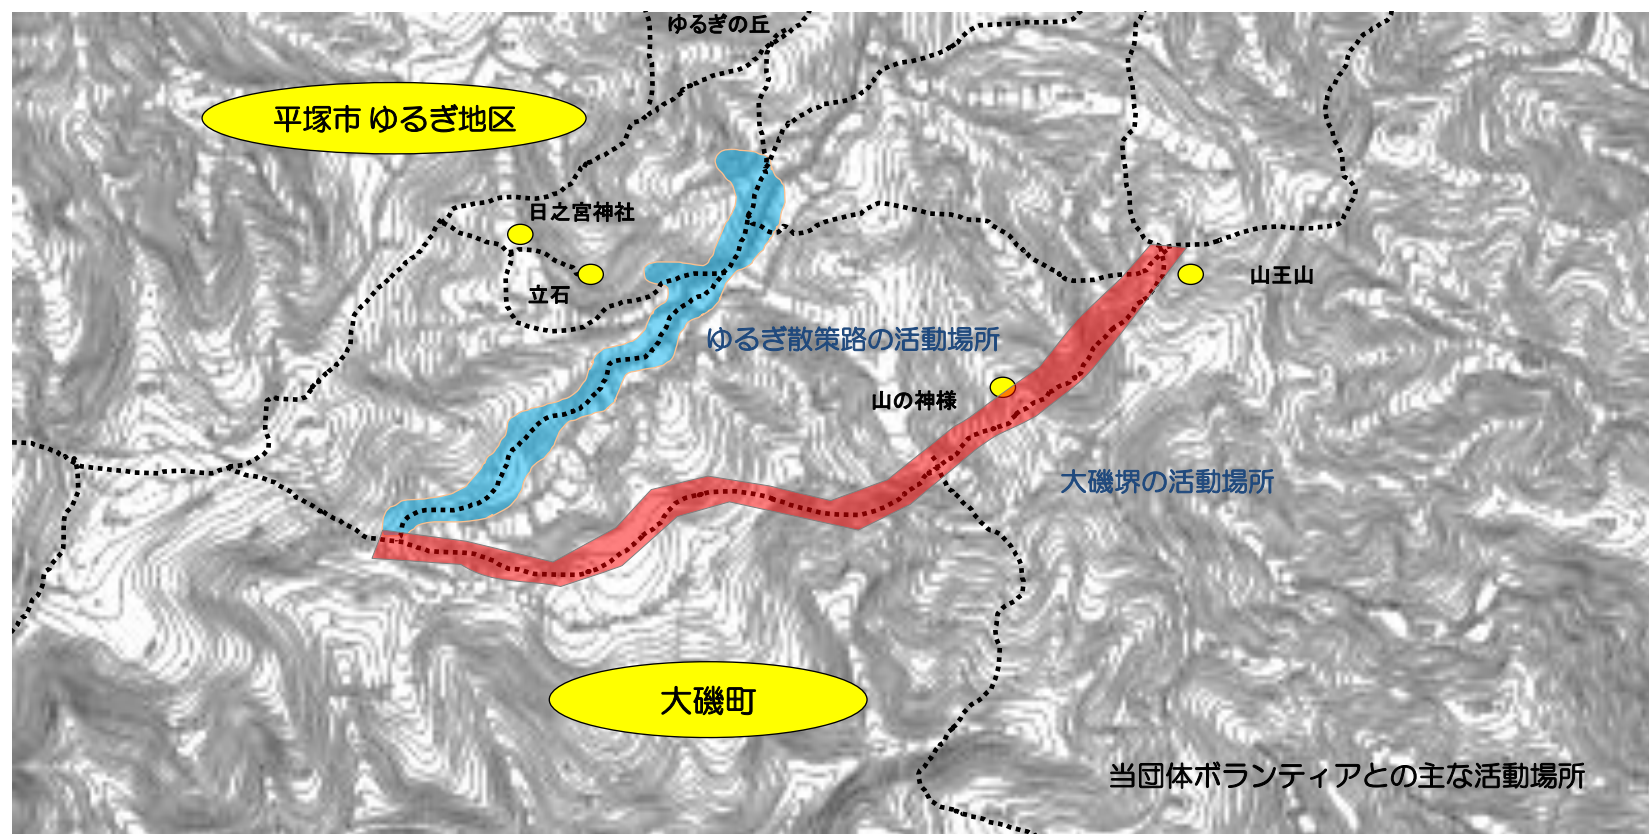 ゆるぎの丘
平塚市 ゆるぎ地区
日之宮神社
立石
山王山
ゆるぎ散策路の活動場所
山の神様
大磯堺の活動場所
大磯町
当団体ボランティアとの主な活動場所